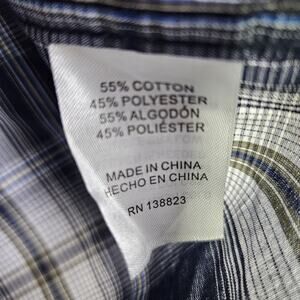 55% COTTON
45% POLYESTER
55% ALGODÓN
45% POLIÉSTER
MADE IN CHINA
HECHO EN CHINA
RN 138823